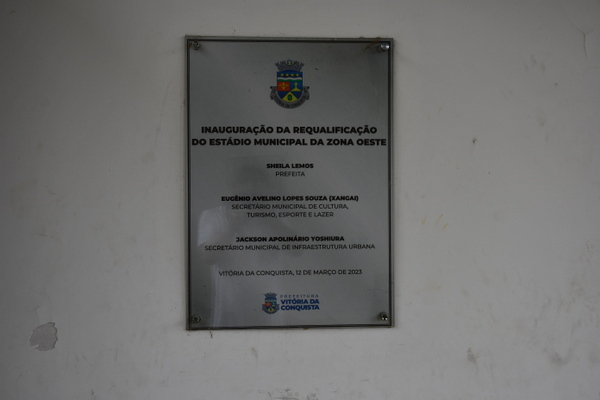 INAUGURAÇÃO DA REQUALIFICAÇÃO
DO ESTÁDIO MUNICIPAL DA ZONA OESTE
SHEILA LEMOS
PREFEITA
EUGÊNIO AVELINO LOPES SOUZA (XANGAI)
SECRETÁRIO MUNICIPAL DE CULTURA,
TURISMO, ESPORTE E LAZER
JACKSON APOLINÁRIO YOSHIURA
SECRETÁRIO MUNICIPAL DE INFRAESTRUTURA URBANA
VITÓRIA DA CONQUISTA, 12 DE MARÇO DE 2023
PREFEITURA
VITÓRIA DA
CONQUISTA